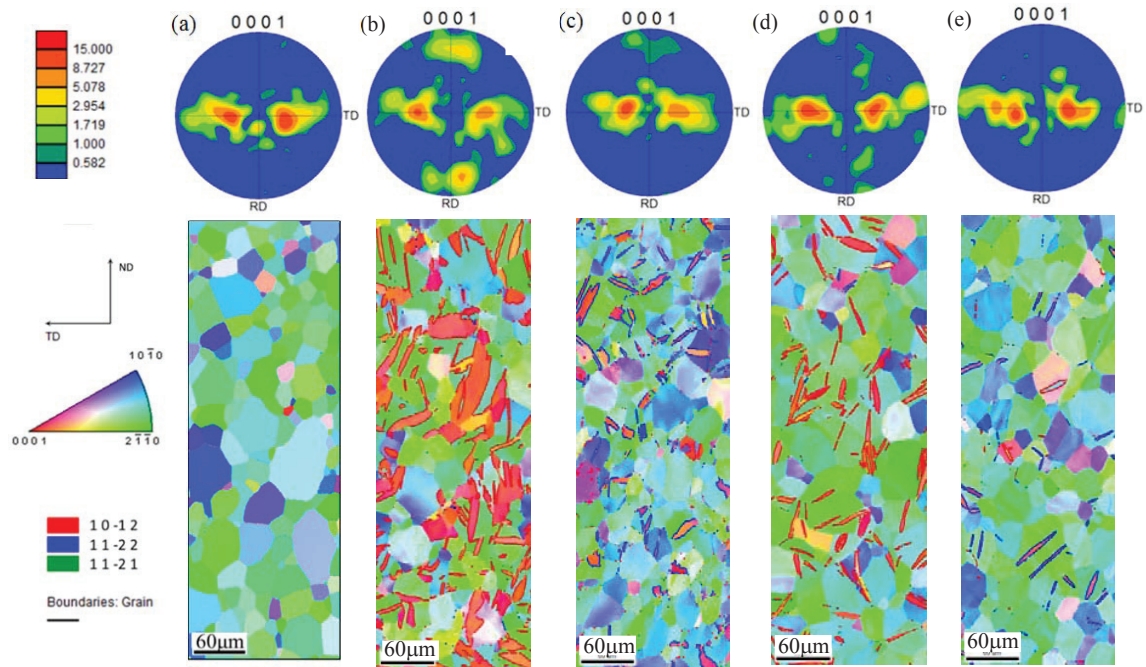 (a) 0 0 0 1
(b) 0 0 0 1
(c) 0 0 0 1
(d) 0 0 0 1
(e) 0 0 0 1
15.000
8.727
5.078
2.954
1.719
1.000
0.582
TD
TD
TD
TD
TD
RD
RD
RD
RD
RD
ND
TD
1 0 1̄ 0
0 0 0 1
2 1̄ 1̄ 0
1 0 -1 2
1 1 -2 2
1 1 -2 1
Boundaries: Grain
60μm
60μm
60μm
60μm
60μm